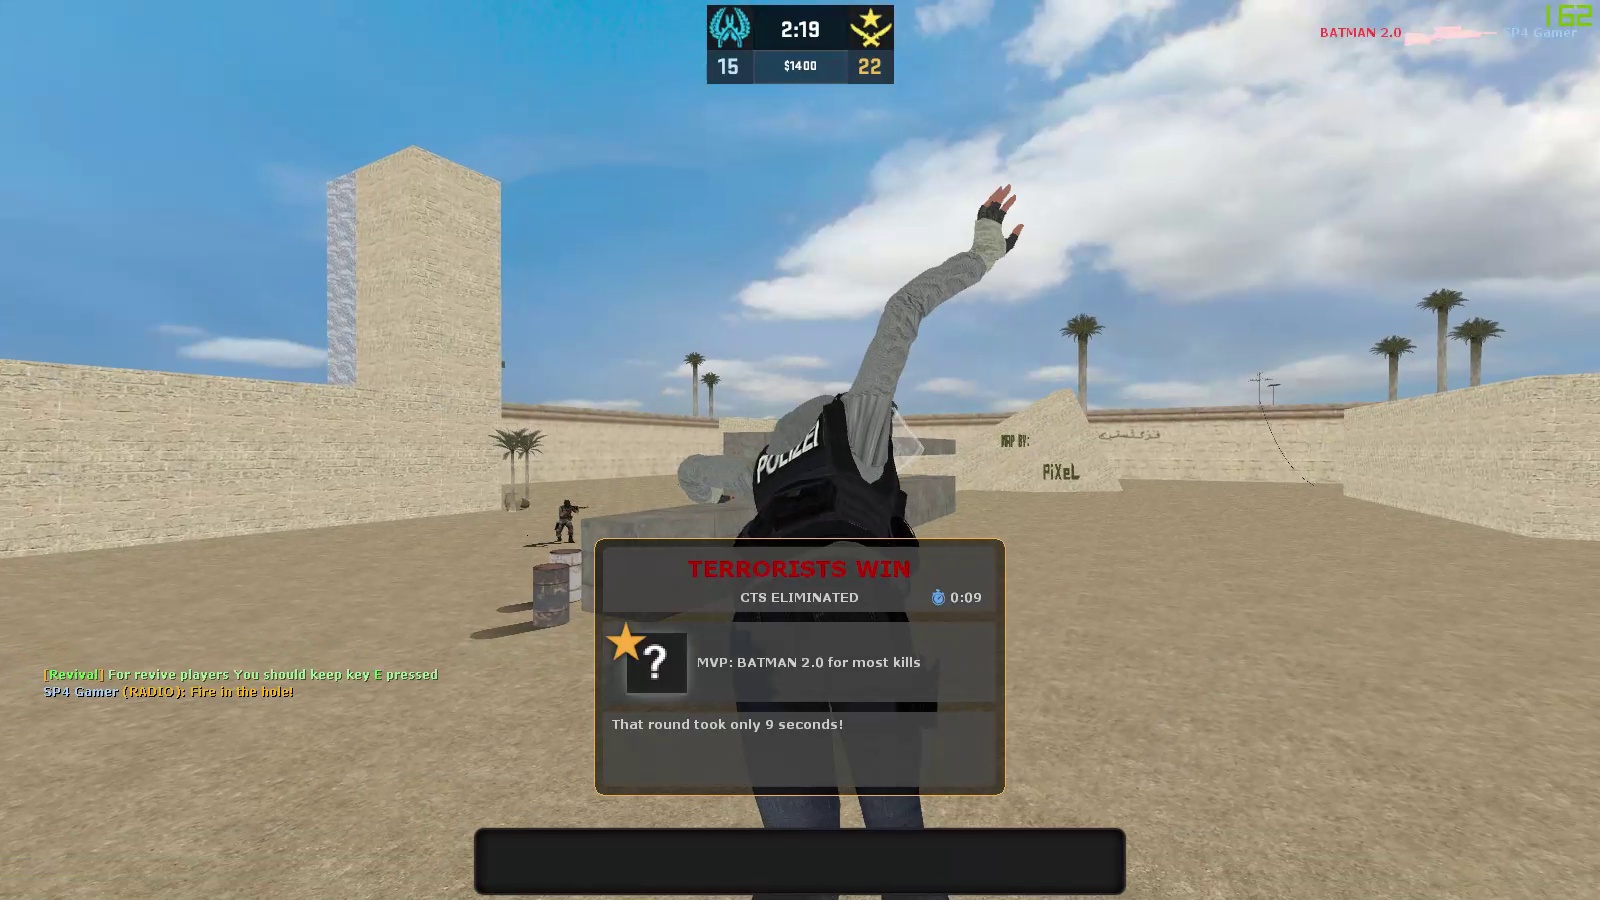 162
2:19
15 $1400 22
BATMAN 2.0 SP4 Gamer
MAP BY:
PiXeL
POLIZEI
TERRORISTS WIN
CTS ELIMINATED 0:09
?
MVP: BATMAN 2.0 for most kills
That round took only 9 seconds!
[Revival] For revive players You should keep key E pressed
SP4 Gamer (RADIO): Fire in the hole!